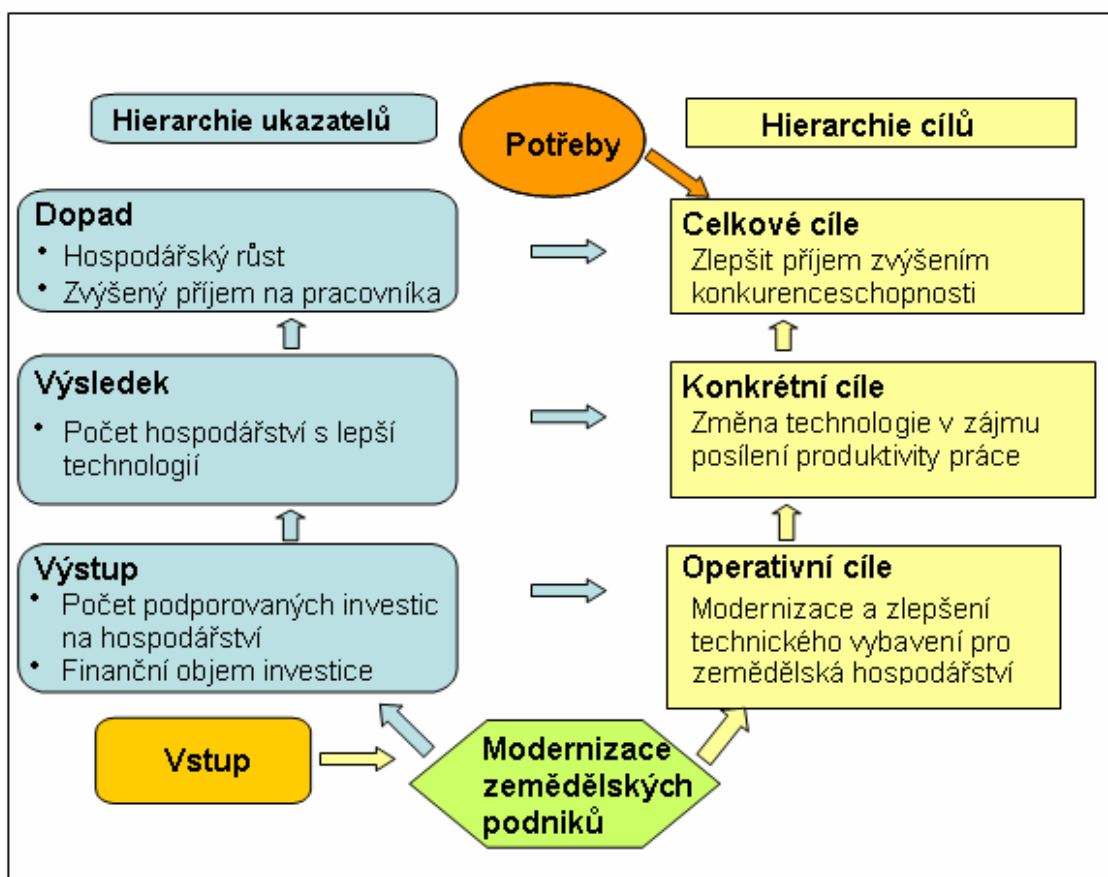 Hierarchie ukazatelů
Potřeby
Hierarchie cílů
Dopad
• Hospodářský růst
• Zvýšený příjem na pracovníka
Celkové cíle
Zlepšit příjem zvýšením
konkurenceschopnosti
Výsledek
• Počet hospodářství s lepší
technologií
Konkrétní cíle
Změna technologie v zájmu
posílení produktivity práce
Výstup
• Počet podporovaných investic
na hospodářství
• Finanční objem investice
Operativní cíle
Modernizace a zlepšení
technického vybavení pro
zemědělská hospodářství
Vstup
Modernizace
zemědělských
podniků